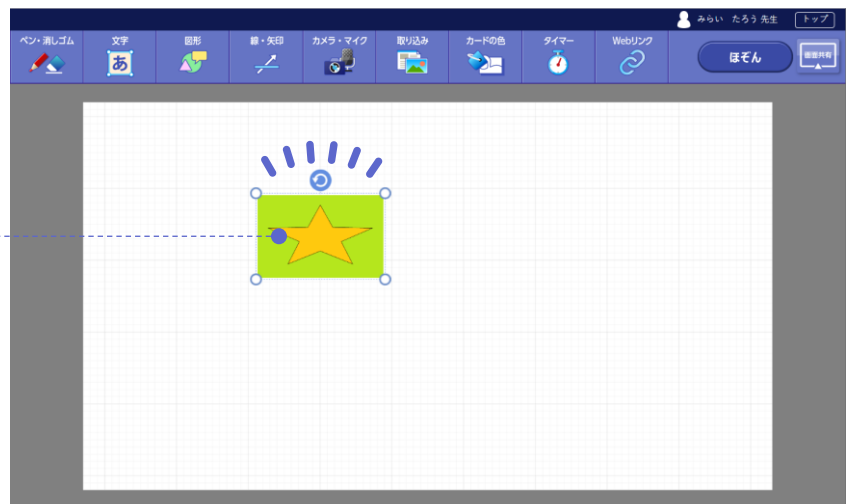 みらい たろう 先生
トップ
ペン・消しゴム
文字
図形
線・矢印
カメラ・マイク
取り込み
カードの色
タイマー
Webリンク
あ
ほぞん
画面共有